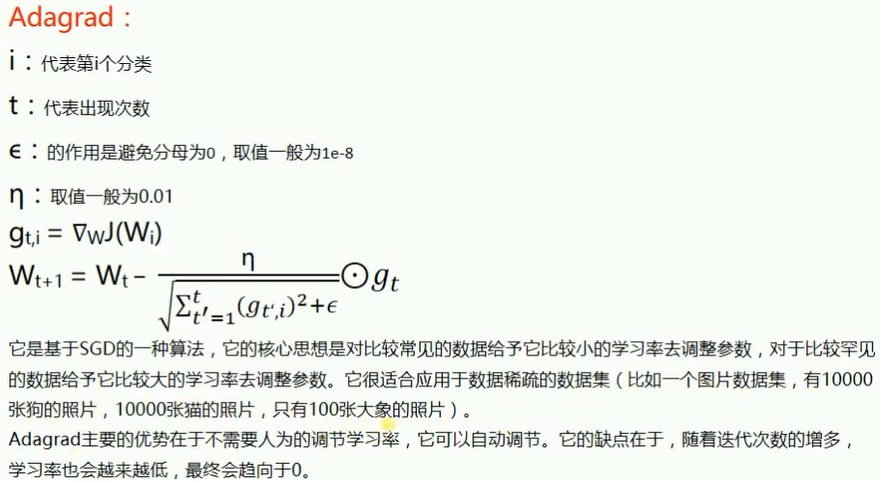 Adagrad：
i：代表第i个分类
t：代表出现次数
ϵ：的作用是避免分母为0，取值一般为1e-8
η：取值一般为0.01
gt,i = ∇WJ(Wi)
Wt+1 = Wt - η / √(∑_{t′=1}^{t}(g_{t′,i})²+ϵ) ⊙ gt
它是基于SGD的一种算法，它的核心思想是对比较常见的数据给予它比较小的学习率去调整参数，对于比较罕见
的数据给予它比较大的学习率去调整参数。它很适合应用于数据稀疏的数据集（比如一个图片数据集，有10000
张狗的照片，10000张猫的照片，只有100张大象的照片）。
Adagrad主要的优势在于不需要人为的调节学习率，它可以自动调节。它的缺点在于，随着迭代次数的增多，
学习率也会越来越低，最终会趋向于0。